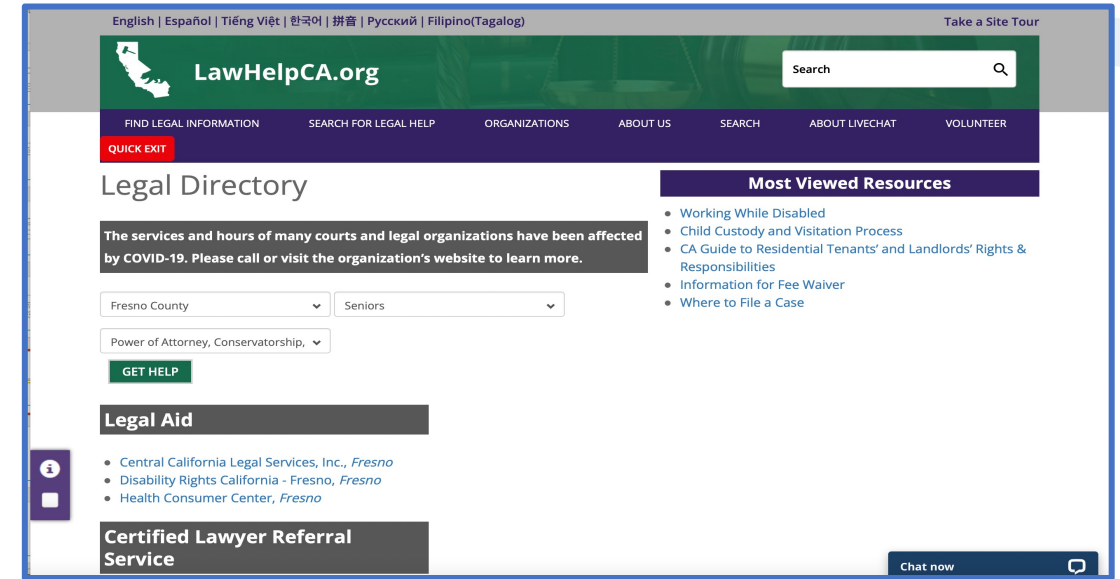 English | Español | Tiếng Việt | 한국어 | 拼音 | Русский | Filipino(Tagalog)
Take a Site Tour
LawHelpCA.org
Search
FIND LEGAL INFORMATION SEARCH FOR LEGAL HELP ORGANIZATIONS ABOUT US SEARCH ABOUT LIVECHAT VOLUNTEER
QUICK EXIT
Legal Directory
The services and hours of many courts and legal organizations have been affected
by COVID-19. Please call or visit the organization's website to learn more.
Fresno County
Seniors
Power of Attorney, Conservatorship,
GET HELP
Legal Aid
Central California Legal Services, Inc., Fresno
Disability Rights California - Fresno, Fresno
Health Consumer Center, Fresno
Certified Lawyer Referral
Service
Most Viewed Resources
Working While Disabled
Child Custody and Visitation Process
CA Guide to Residential Tenants' and Landlords' Rights &
Responsibilities
Information for Fee Waiver
Where to File a Case
Chat now